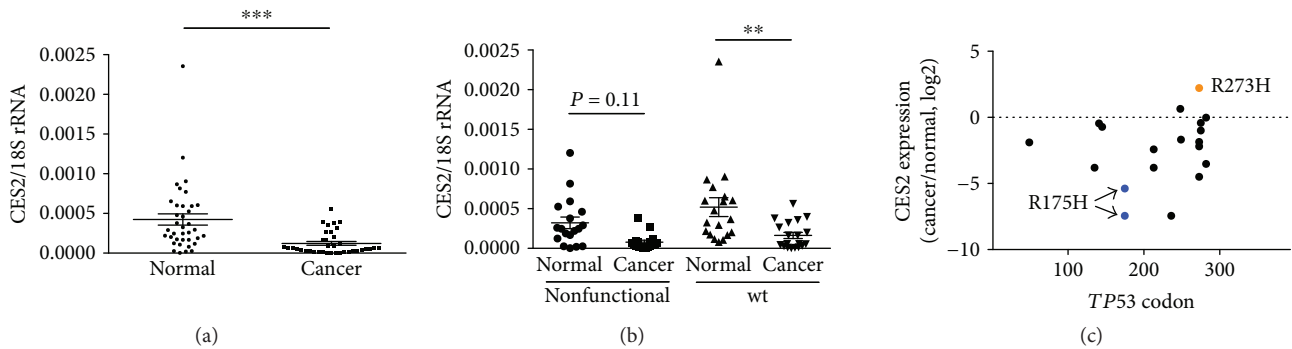 ***
CES2/18S rRNA
0.0025
0.0020
0.0015
0.0010
0.0005
0.0000
Normal
Cancer
(a)
**
P = 0.11
CES2/18S rRNA
0.0025
0.0020
0.0015
0.0010
0.0005
0.0000
Normal
Cancer
Normal
Cancer
Nonfunctional
wt
(b)
CES2 expression
(cancer/normal, log2)
5
0
−5
−10
R273H
R175H
100
200
300
TP53 codon
(c)